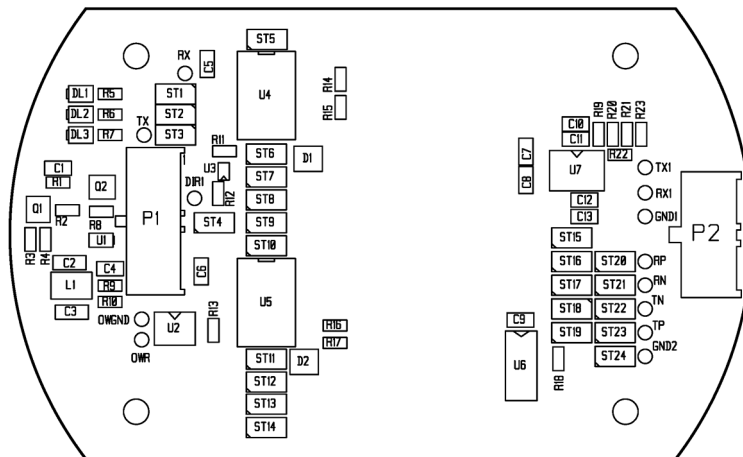 ST5
RX
C5
U4
R14
R15
DL1
R5
ST1
DL2
R6
ST2
DL3
R7
TX
ST3
R11
ST6
D1
C1
R1
Q2
U3
ST7
DIR1
R12
ST8
Q1
R2
R8
P1
ST4
ST9
R3
R4
U1
ST10
C2
C4
C6
L1
R9
R10
U5
C3
OWGND
U2
R13
OWR
R16
R17
ST11
D2
ST12
ST13
ST14
C10
C11
R19
R20
R21
R23
C7
C8
U7
R22
TX1
C12
RX1
C13
GND1
P2
ST15
ST16
ST20
RP
ST17
ST21
RN
ST18
ST22
TN
C9
ST19
ST23
TP
U6
R18
ST24
GND2